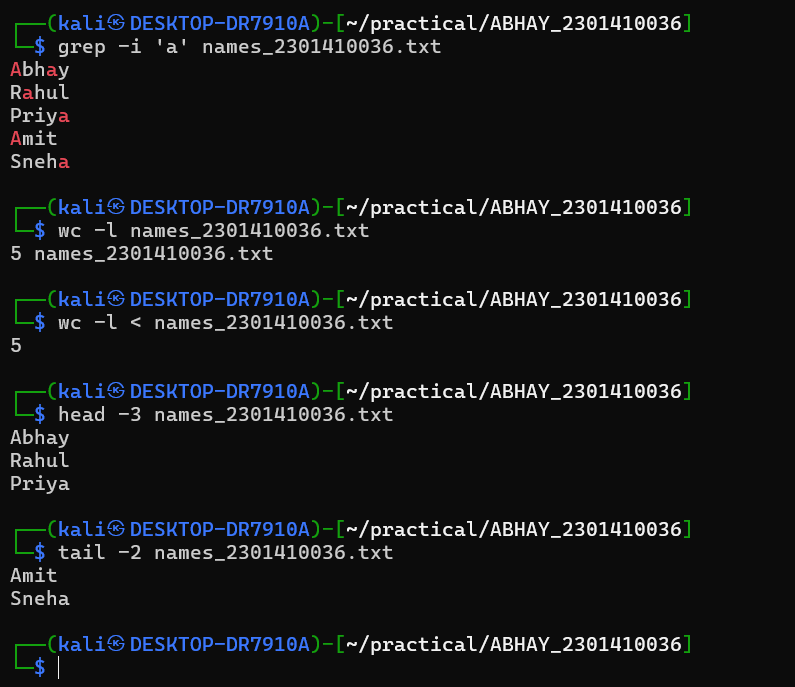 ┌──(kali㉿DESKTOP-DR7910A)-[~/practical/ABHAY_2301410036]
└─$ grep -i 'a' names_2301410036.txt
Abhay
Rahul
Priya
Amit
Sneha
┌──(kali㉿DESKTOP-DR7910A)-[~/practical/ABHAY_2301410036]
└─$ wc -l names_2301410036.txt
5 names_2301410036.txt
┌──(kali㉿DESKTOP-DR7910A)-[~/practical/ABHAY_2301410036]
└─$ wc -l < names_2301410036.txt
5
┌──(kali㉿DESKTOP-DR7910A)-[~/practical/ABHAY_2301410036]
└─$ head -3 names_2301410036.txt
Abhay
Rahul
Priya
┌──(kali㉿DESKTOP-DR7910A)-[~/practical/ABHAY_2301410036]
└─$ tail -2 names_2301410036.txt
Amit
Sneha
┌──(kali㉿DESKTOP-DR7910A)-[~/practical/ABHAY_2301410036]
└─$